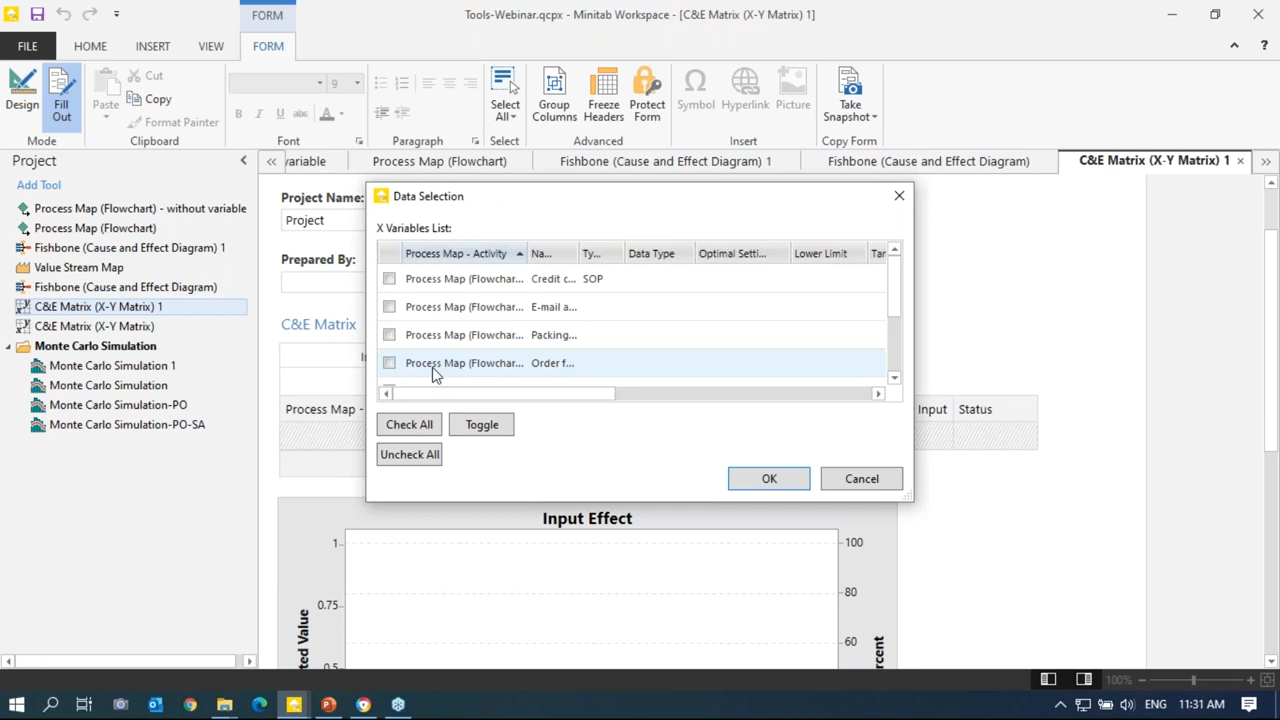 FORM
Tools-Webinar.qcpx - Minitab Workspace - [C&E Matrix (X-Y Matrix) 1]
FILE HOME INSERT VIEW FORM
Design
Fill Out
Mode
Paste
Cut
Copy
Format Painter
Clipboard
9
B I U abc A
Font
Paragraph
Select All
Select
Group Columns
Freeze Headers
Protect Form
Advanced
Symbol
Hyperlink
Picture
Insert
Take Snapshot
Copy Form
Project
Add Tool
Process Map (Flowchart) - without variable
Process Map (Flowchart)
Fishbone (Cause and Effect Diagram) 1
Value Stream Map
Fishbone (Cause and Effect Diagram)
C&E Matrix (X-Y Matrix) 1
C&E Matrix (X-Y Matrix)
Monte Carlo Simulation
Monte Carlo Simulation 1
Monte Carlo Simulation
Monte Carlo Simulation-PO
Monte Carlo Simulation-PO-SA
variable Process Map (Flowchart) Fishbone (Cause and Effect Diagram) 1 Fishbone (Cause and Effect Diagram) C&E Matrix (X-Y Matrix) 1
Project Name:
Project
Prepared By:
C&E Matrix
Process Map - Input Status
Data Selection
X Variables List:
Process Map - Activity Na... Ty... Data Type Optimal Setti... Lower Limit Tar
Process Map (Flowchar... Credit c... SOP
Process Map (Flowchar... E-mail a...
Process Map (Flowchar... Packing...
Process Map (Flowchar... Order f...
Check All Toggle
Uncheck All
OK Cancel
Input Effect
1
0.75
0.5
100
80
60
ted Value
rcent
100%
ENG 11:31 AM